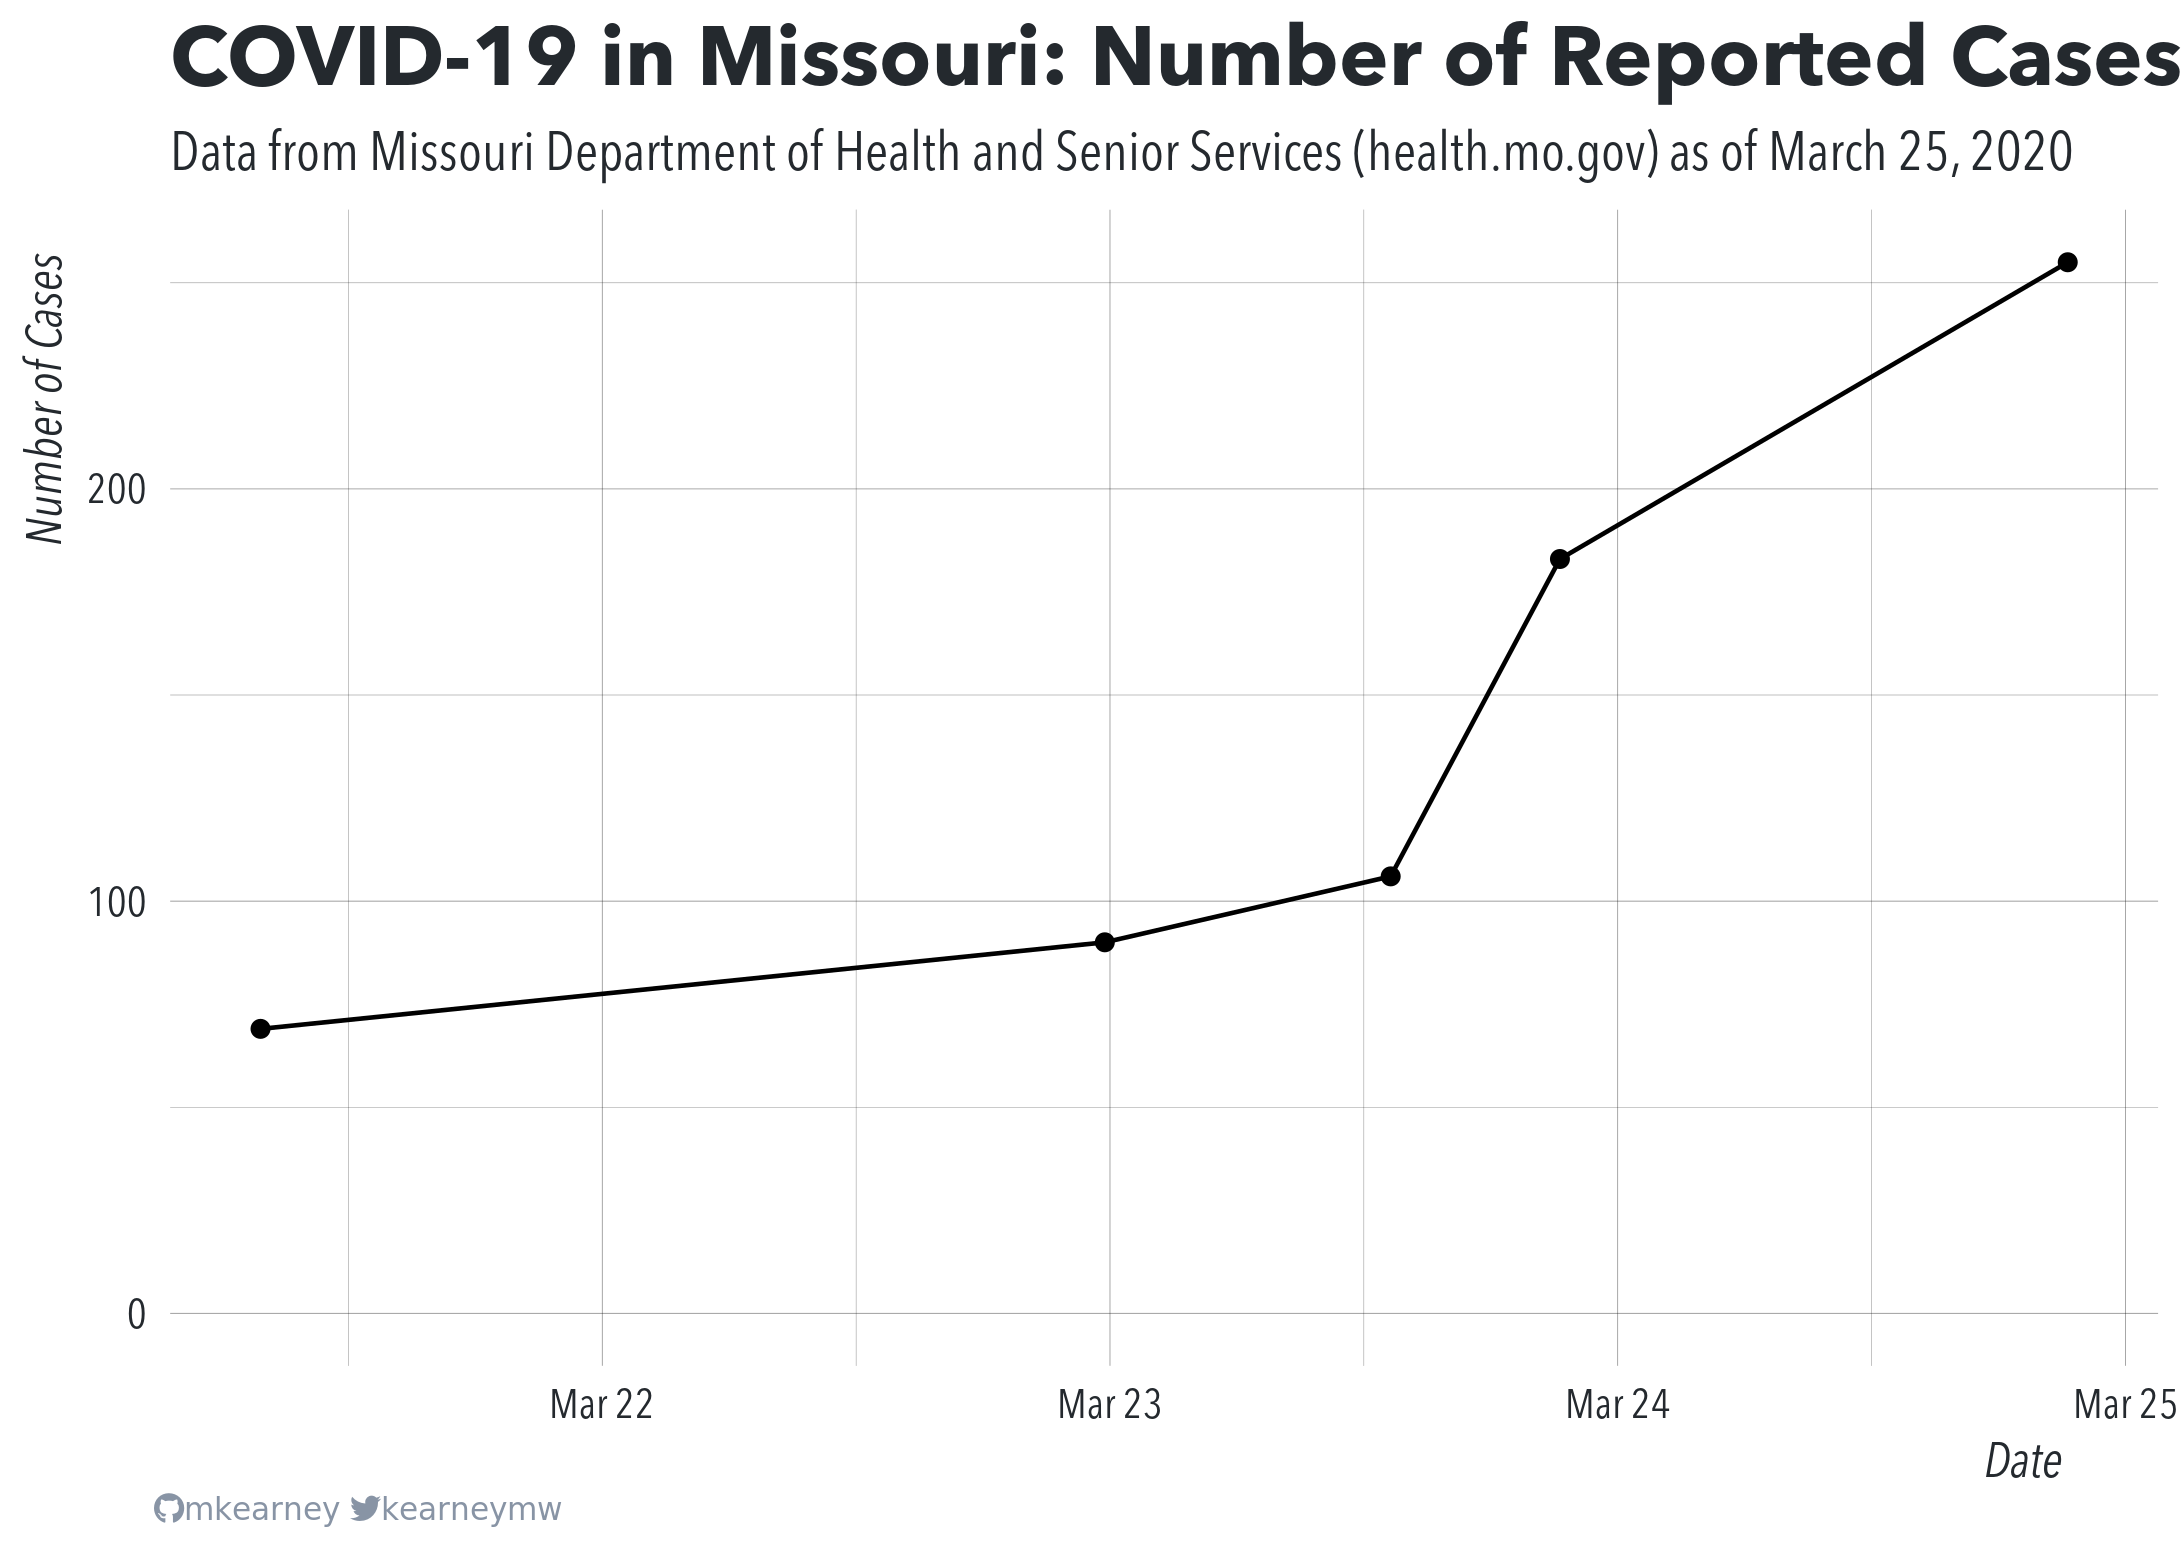 COVID-19 in Missouri: Number of Reported Cases
Data from Missouri Department of Health and Senior Services (health.mo.gov) as of March 25, 2020
Number of Cases
200
100
0
Mar 22
Mar 23
Mar 24
Mar 25
Date
mkearney kearneymw